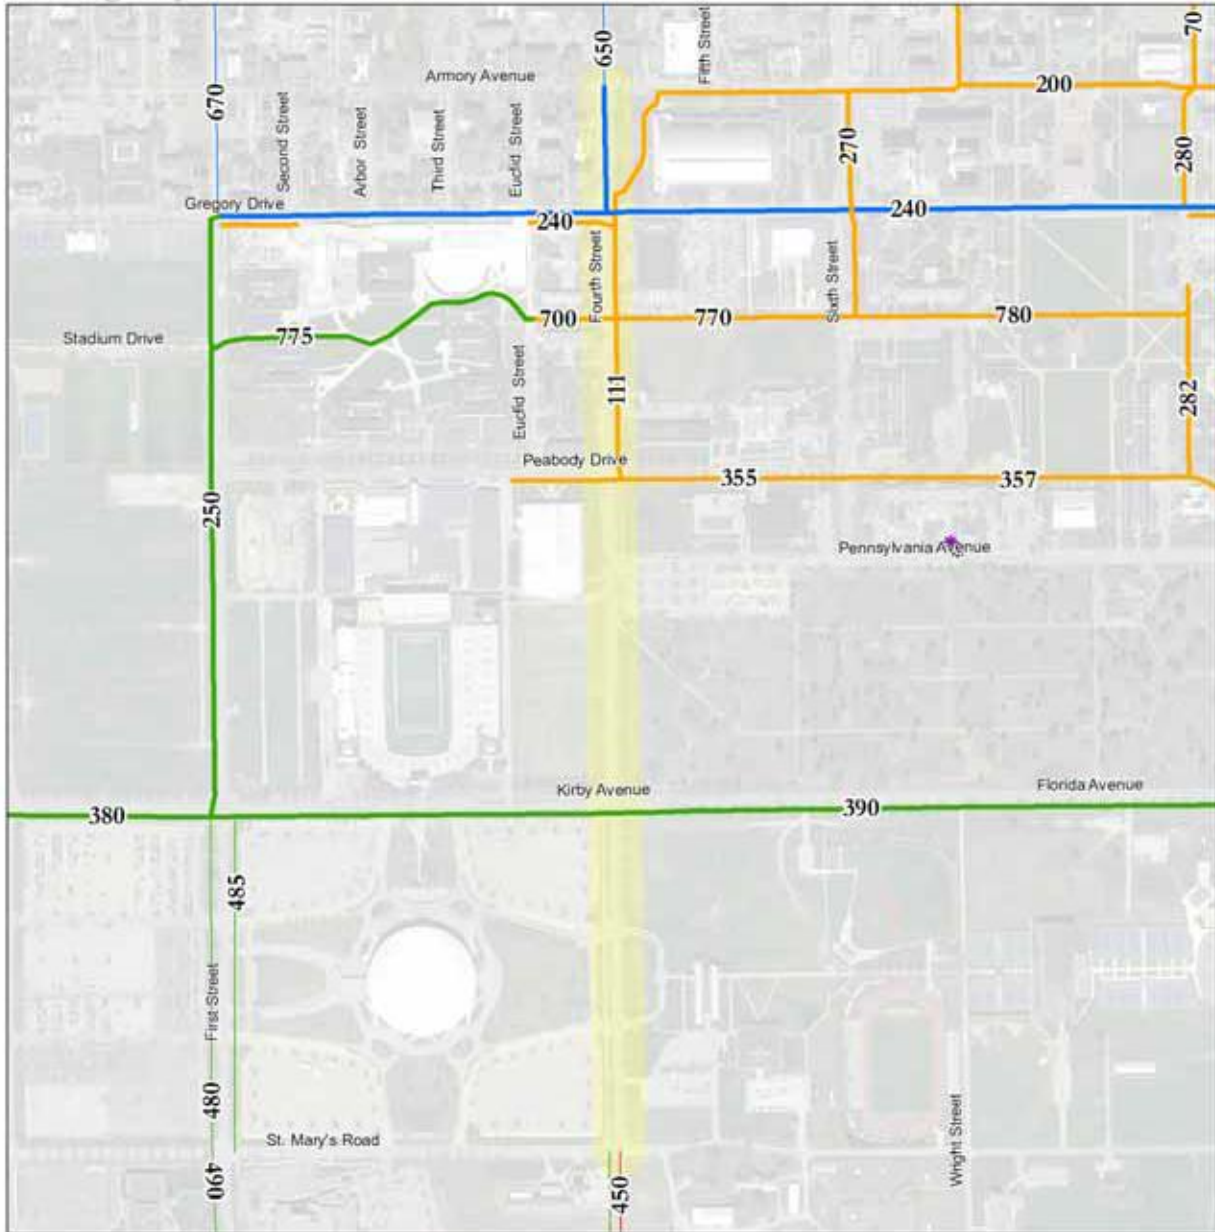 70
650
Fifth Street
Armory Avenue
200
670
Second Street
Arbor Street
Third Street
Euclid Street
270
280
Gregory Drive
240
240
Fourth Street
Sixth Street
700
770
780
Stadium Drive
775
Euclid Street
111
282
Peabody Drive
355
357
250
Pennsylvania Avenue
Kirby Avenue
Florida Avenue
380
390
485
First Street
480
Wright Street
St. Mary's Road
490
450